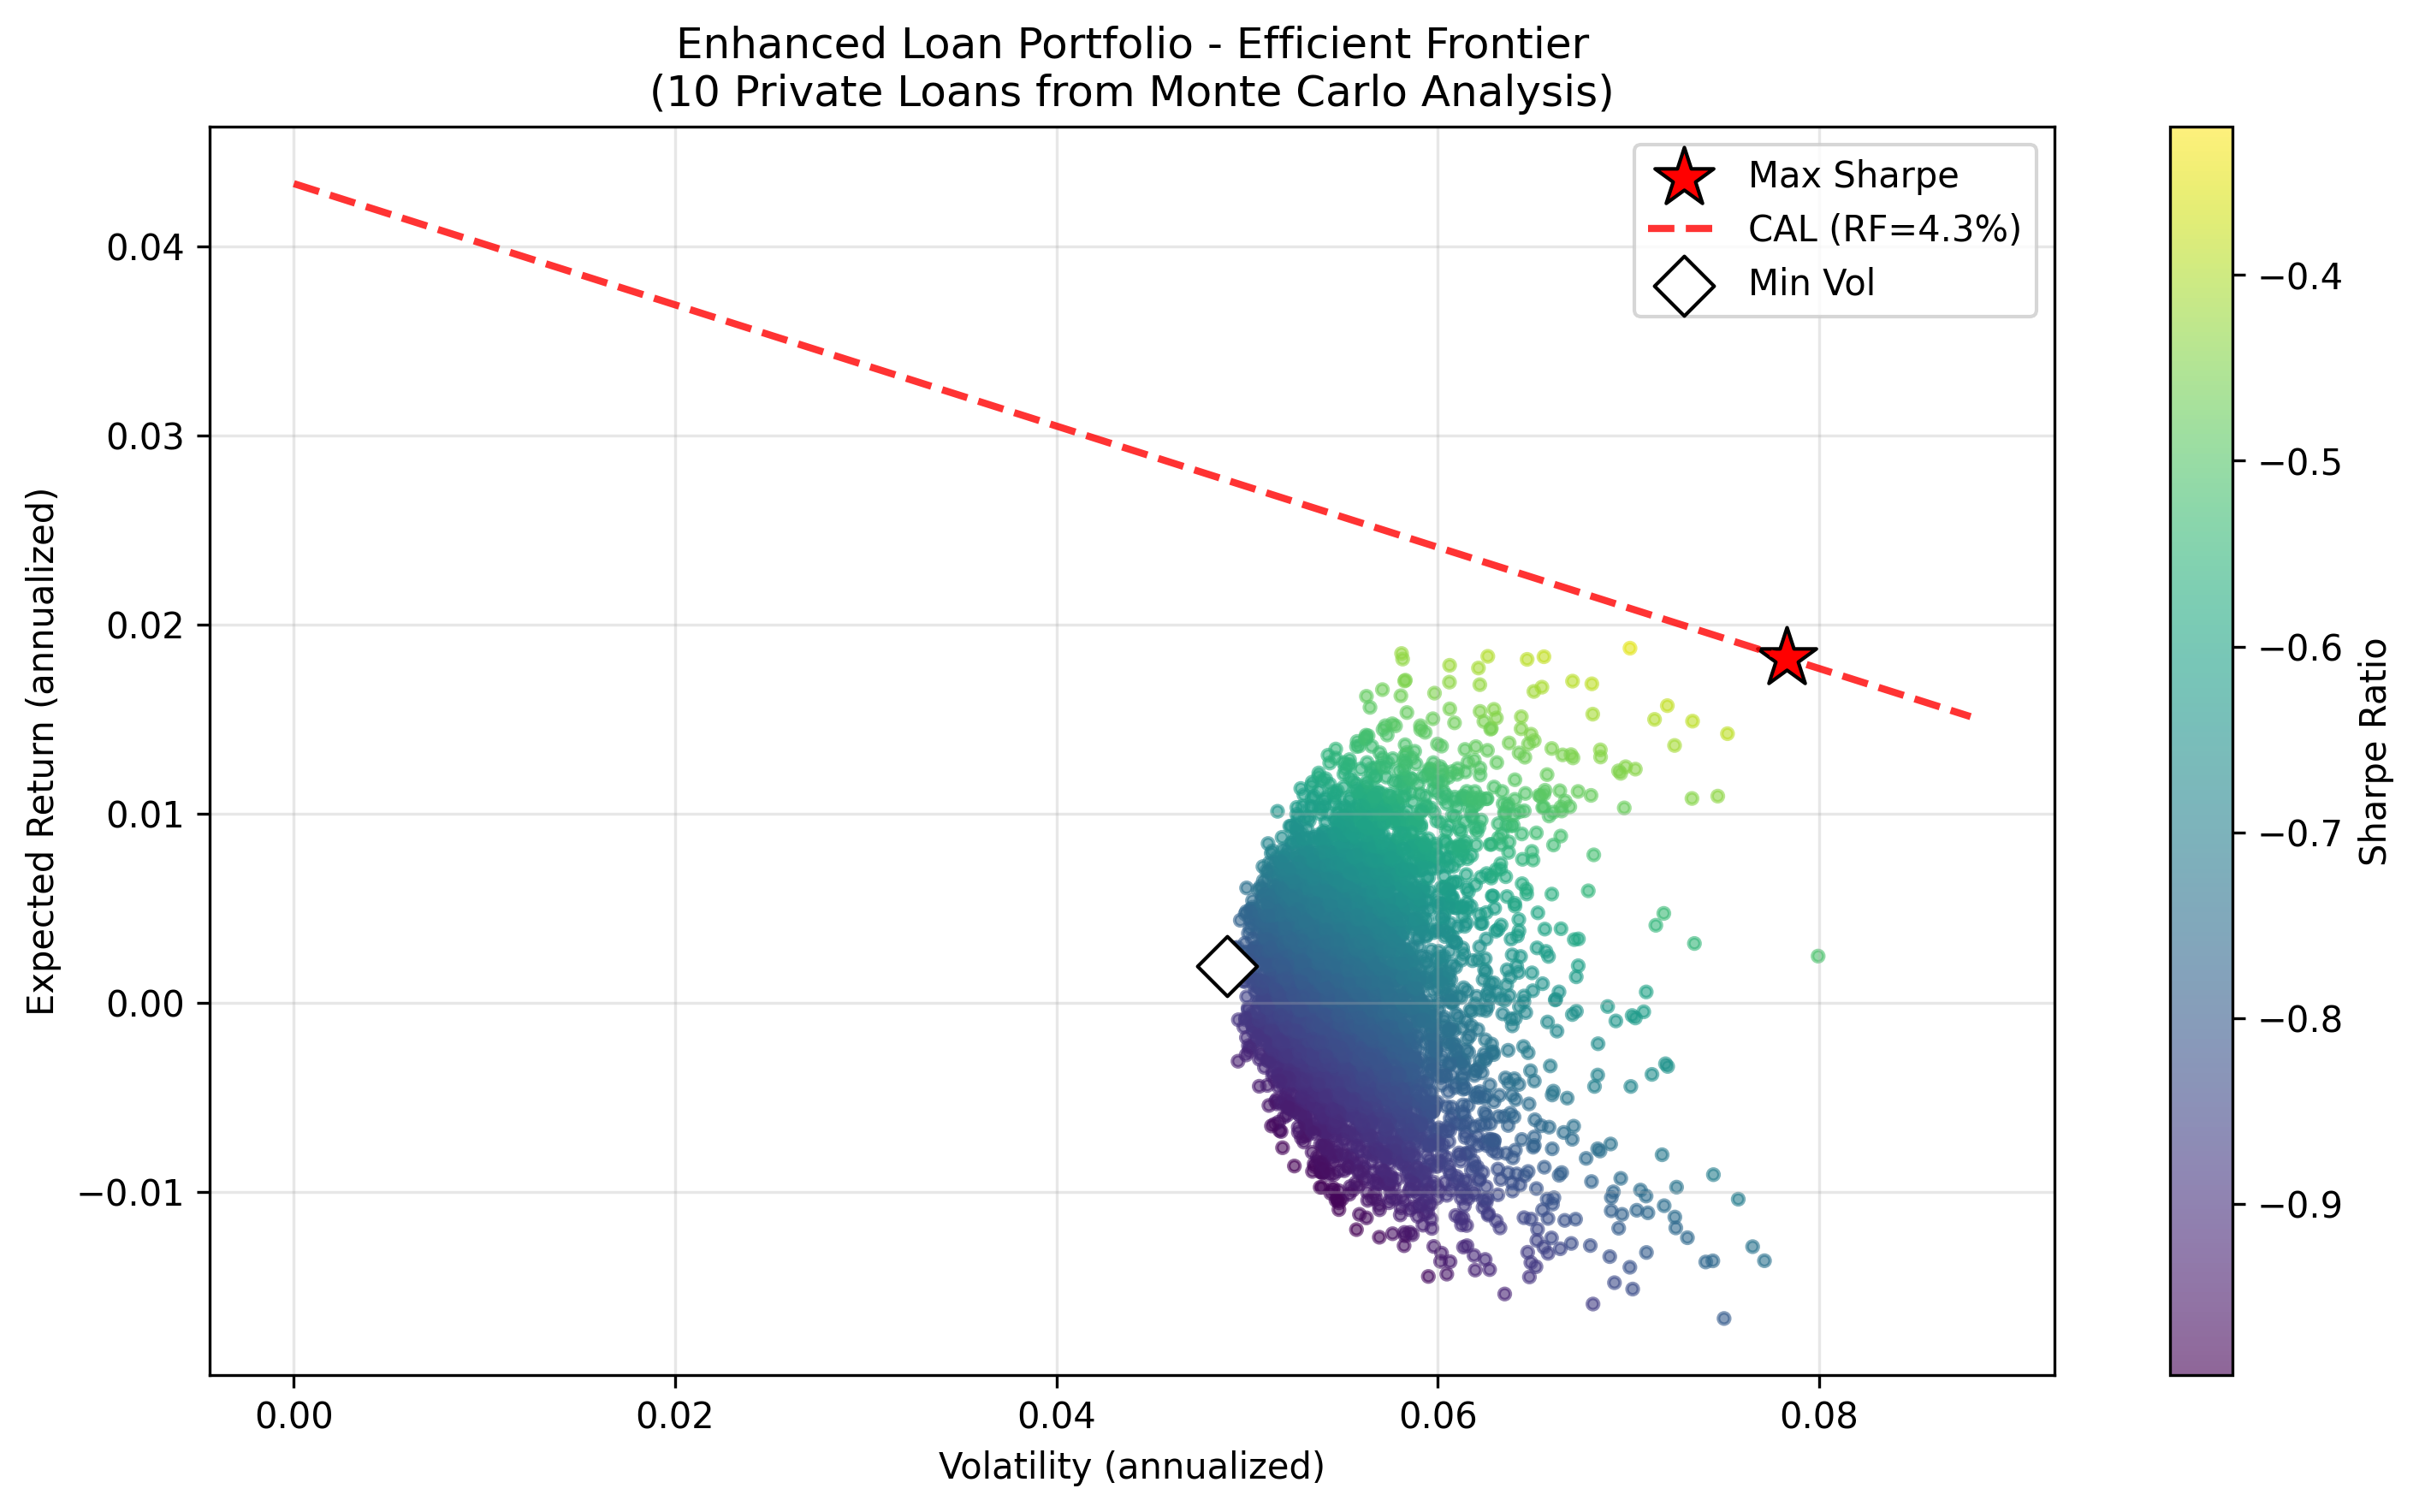 Enhanced Loan Portfolio - Efficient Frontier
(10 Private Loans from Monte Carlo Analysis)
Max Sharpe
CAL (RF=4.3%)
Min Vol
Expected Return (annualized)
0.04
0.03
0.02
0.01
0.00
−0.01
0.00
0.02
0.04
0.06
0.08
Volatility (annualized)
−0.4
−0.5
−0.6
−0.7
−0.8
−0.9
Sharpe Ratio